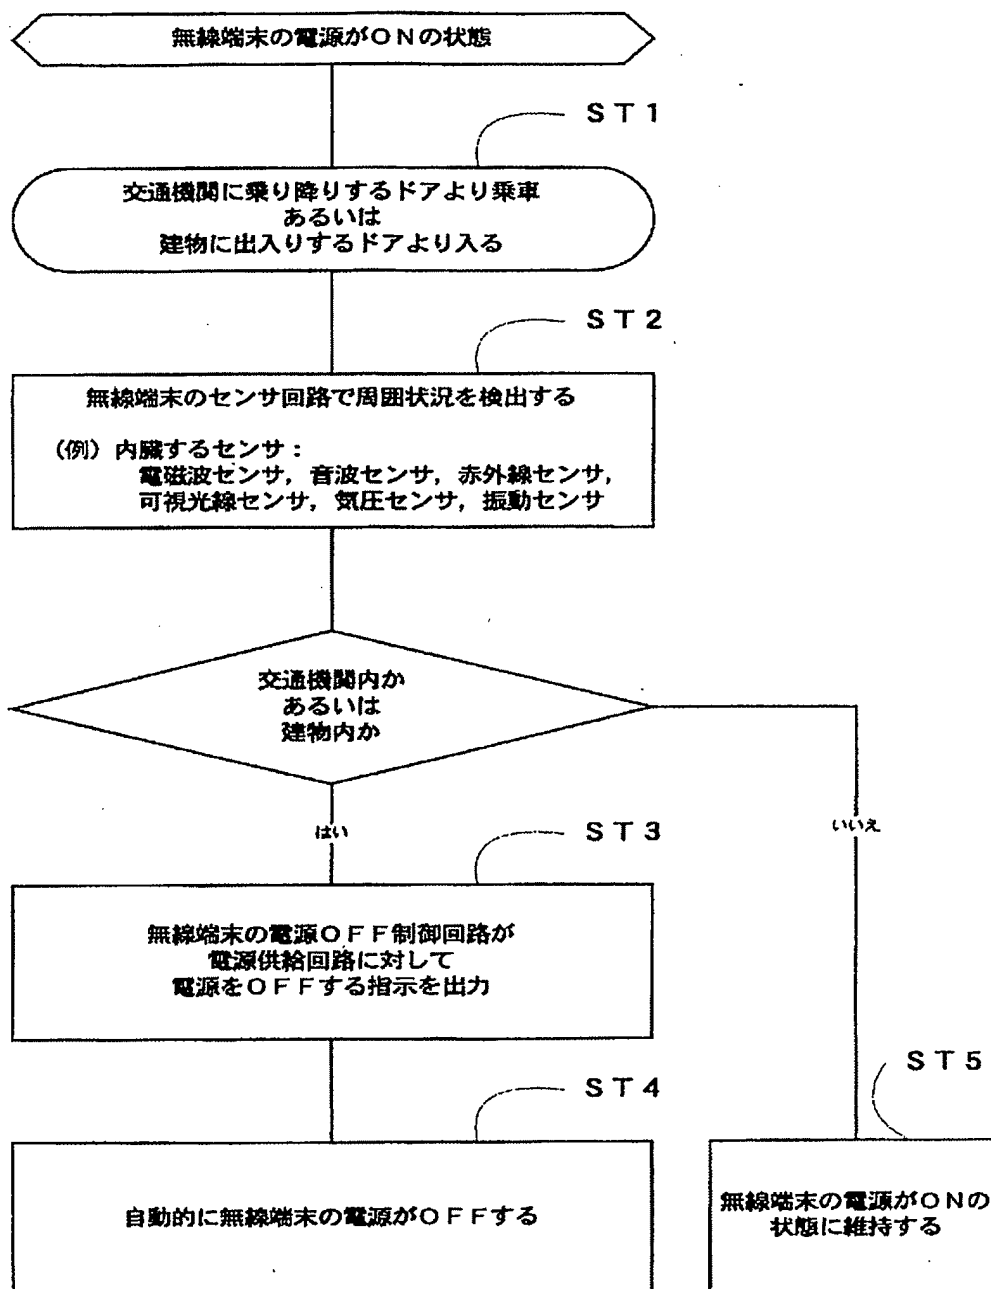 無線端末の電源がONの状態
ST1
交通機関に乗り降りするドアより乗車
あるいは
建物に出入りするドアより入る
ST2
無線端末のセンサ回路で周囲状況を検出する
(例) 内臓するセンサ:
電磁波センサ, 音波センサ, 赤外線センサ,
可視光線センサ, 気圧センサ, 振動センサ
交通機関内か
あるいは
建物内か
はい
いいえ
ST3
無線端末の電源OFF制御回路が
電源供給回路に対して
電源をOFFする指示を出力
ST4
自動的に無線端末の電源がOFFする
ST5
無線端末の電源がONの
状態に維持する